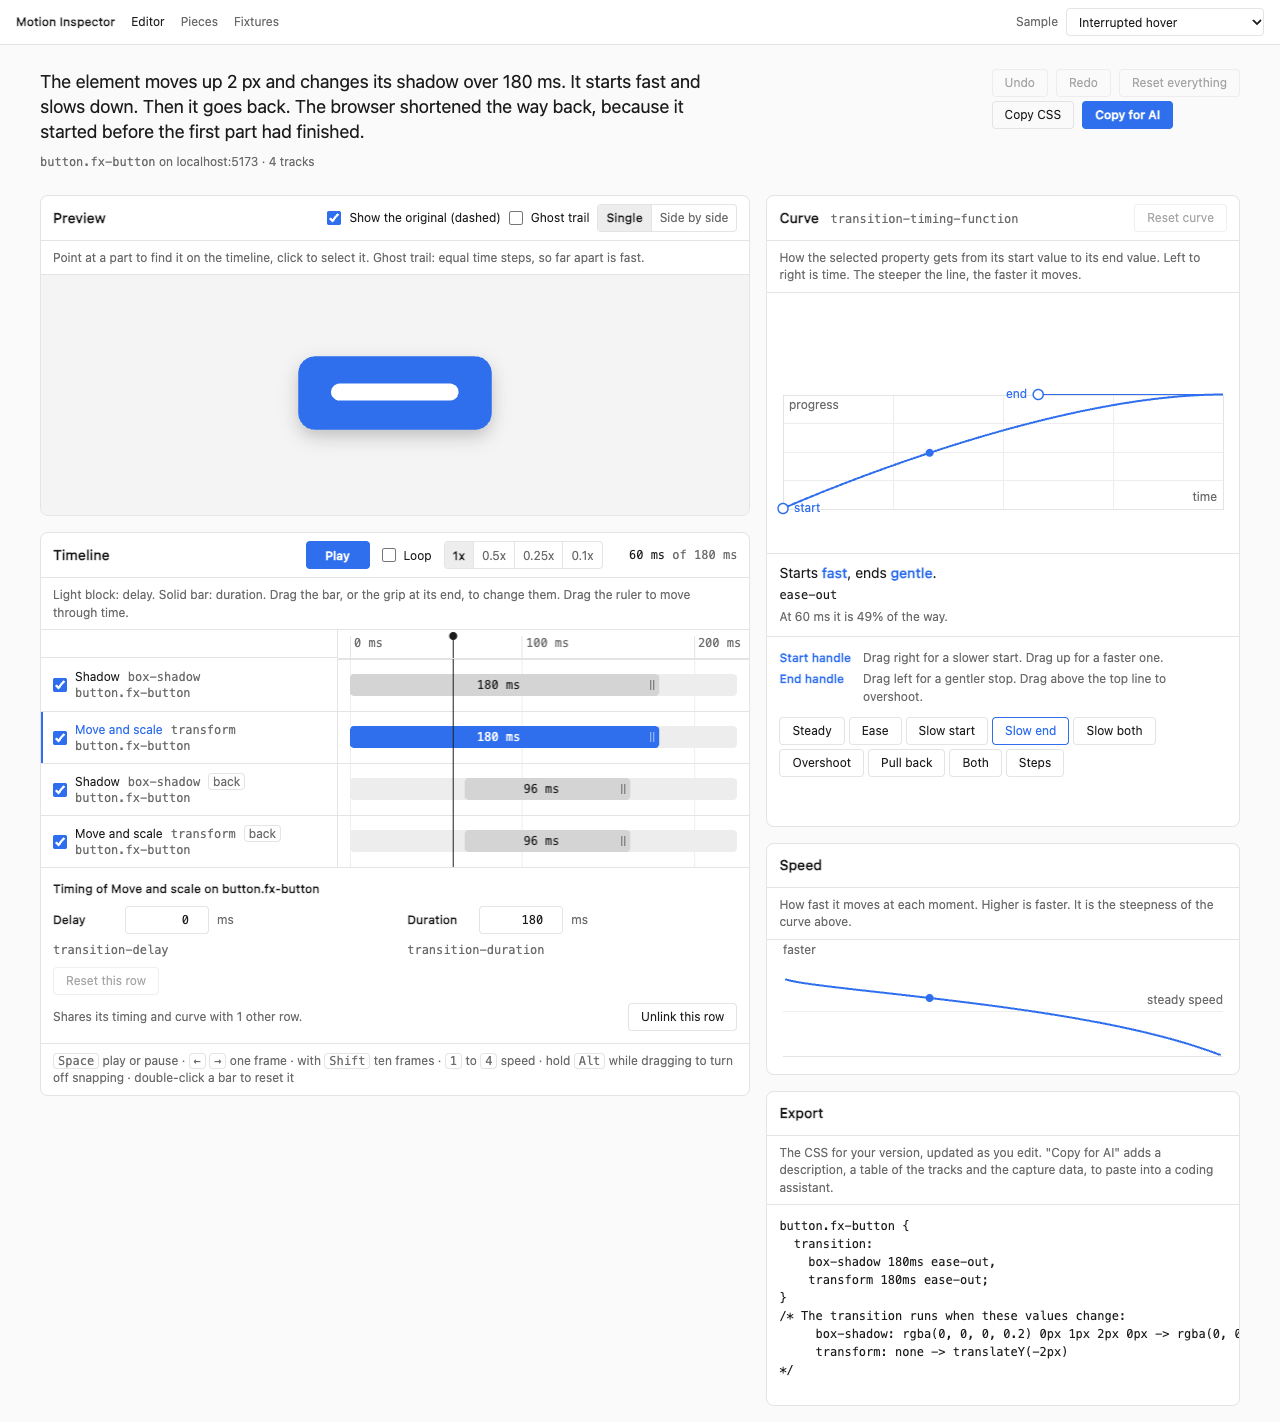 Motion Inspector Editor Pieces Fixtures Sample Interrupted hover
The element moves up 2 px and changes its shadow over 180 ms. It starts fast and
slows down. Then it goes back. The browser shortened the way back, because it
started before the first part had finished.
button.fx-button on localhost:5173 · 4 tracks
Undo Redo Reset everything
Copy CSS Copy for AI
Preview Show the original (dashed) Ghost trail Single Side by side
Point at a part to find it on the timeline, click to select it. Ghost trail: equal time steps, so far apart is fast.
Timeline Play Loop 1x 0.5x 0.25x 0.1x 60 ms of 180 ms
Light block: delay. Solid bar: duration. Drag the bar, or the grip at its end, to change them. Drag the ruler to move
through time.
0 ms 100 ms 200 ms
Shadow box-shadow
button.fx-button
180 ms
Move and scale transform
button.fx-button
180 ms
Shadow box-shadow back
button.fx-button
96 ms
Move and scale transform back
button.fx-button
96 ms
Timing of Move and scale on button.fx-button
Delay 0 ms Duration 180 ms
transition-delay transition-duration
Reset this row
Shares its timing and curve with 1 other row. Unlink this row
Space play or pause · ← → one frame · with Shift ten frames · 1 to 4 speed · hold Alt while dragging to turn
off snapping · double-click a bar to reset it
Curve transition-timing-function Reset curve
How the selected property gets from its start value to its end value. Left to
right is time. The steeper the line, the faster it moves.
end
progress
time
start
Starts fast, ends gentle.
ease-out
At 60 ms it is 49% of the way.
Start handle Drag right for a slower start. Drag up for a faster one.
End handle Drag left for a gentler stop. Drag above the top line to
overshoot.
Steady Ease Slow start Slow end Slow both
Overshoot Pull back Both Steps
Speed
How fast it moves at each moment. Higher is faster. It is the steepness of the
curve above.
faster
steady speed
Export
The CSS for your version, updated as you edit. "Copy for AI" adds a
description, a table of the tracks and the capture data, to paste into a coding
assistant.
button.fx-button {
transition:
box-shadow 180ms ease-out,
transform 180ms ease-out;
}
/* The transition runs when these values change:
box-shadow: rgba(0, 0, 0, 0.2) 0px 1px 2px 0px -> rgba(0, 0
transform: none -> translateY(-2px)
*/